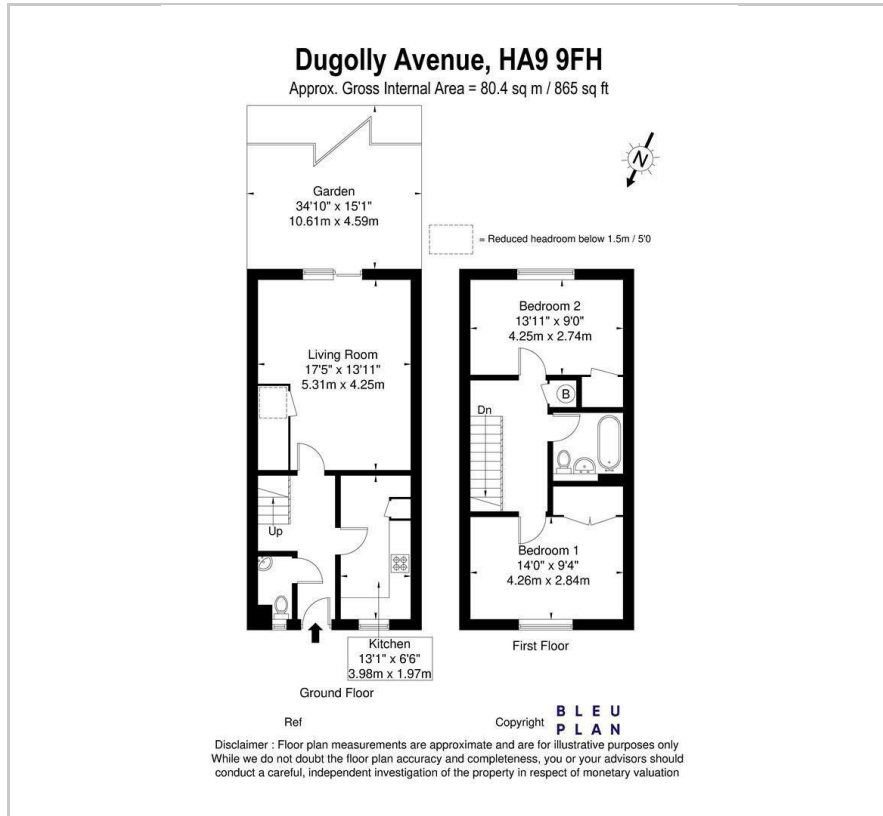 Dugolly Avenue, HA9 9FH
Approx. Gross Internal Area = 80.4 sq m / 865 sq ft
N
Garden
34'10" x 15'1"
10.61m x 4.59m
= Reduced headroom below 1.5m / 5'0
Living Room
17'5" x 13'11"
5.31m x 4.25m
Up
Kitchen
13'1" x 6'6"
3.98m x 1.97m
Ground Floor
Bedroom 2
13'11" x 9'0"
4.25m x 2.74m
B
Dn
Bedroom 1
14'0" x 9'4"
4.26m x 2.84m
First Floor
Ref
Copyright
BLEU
PLAN
Disclaimer : Floor plan measurements are approximate and are for illustrative purposes only
While we do not doubt the floor plan accuracy and completeness, you or your advisors should
conduct a careful, independent investigation of the property in respect of monetary valuation